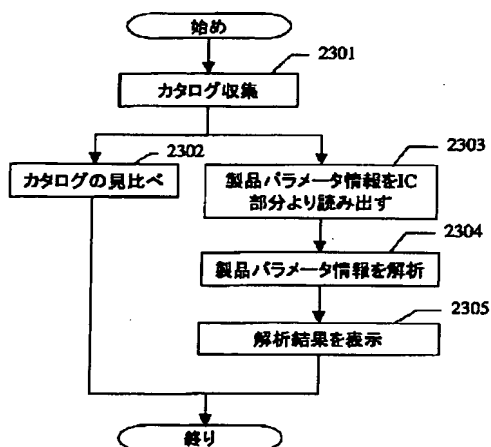 始め
2301
カタログ収集
2302
カタログの見比べ
2303
製品パラメータ情報をIC
部分より読み出す
2304
製品パラメータ情報を解析
2305
解析結果を表示
終り